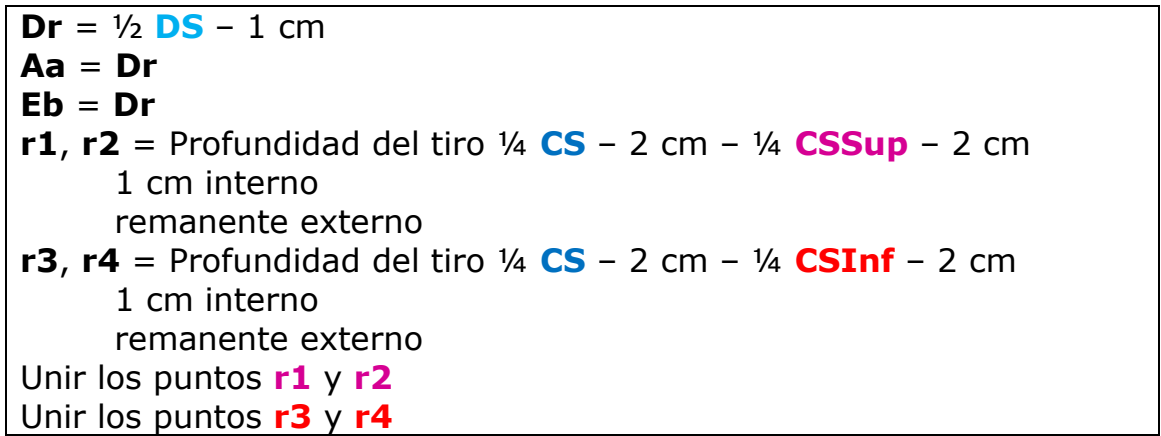 Dr = ½ DS – 1 cm
Aa = Dr
Eb = Dr
r1, r2 = Profundidad del tiro ¼ CS – 2 cm – ¼ CSSup – 2 cm
1 cm interno
remanente externo
r3, r4 = Profundidad del tiro ¼ CS – 2 cm – ¼ CSInf – 2 cm
1 cm interno
remanente externo
Unir los puntos r1 y r2
Unir los puntos r3 y r4